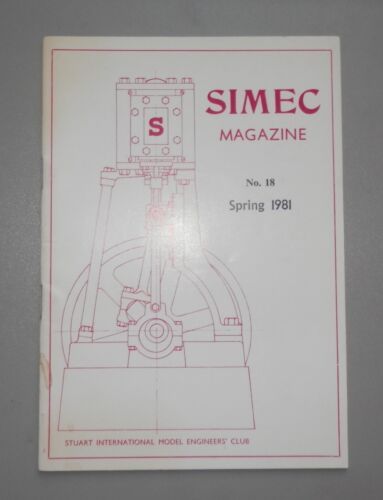 SIMEC
MAGAZINE
No. 18
Spring 1981
S
STUART INTERNATIONAL MODEL ENGINEERS' CLUB